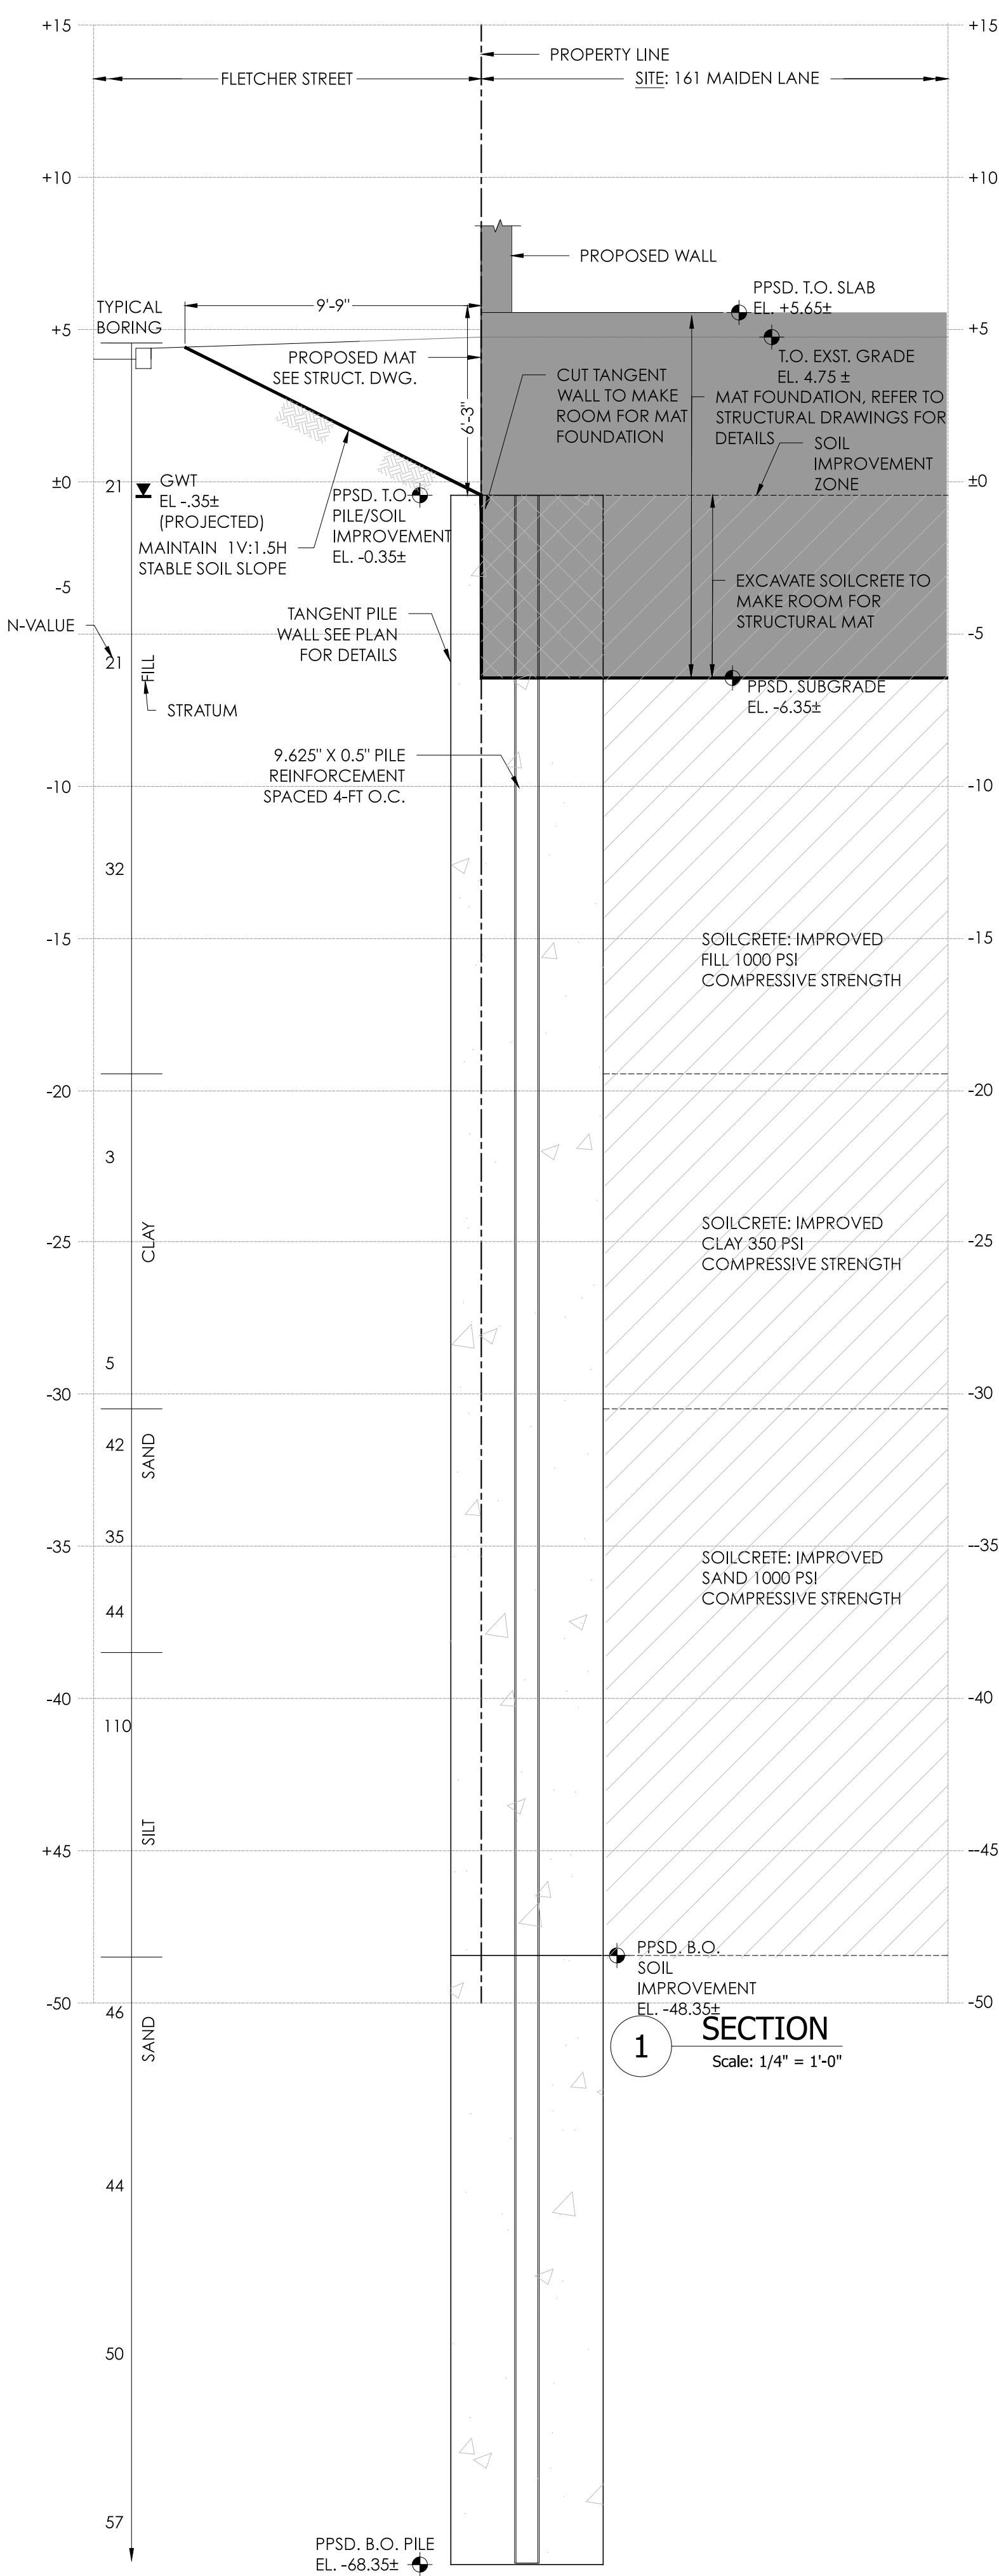 +15
+15
PROPERTY LINE
FLETCHER STREET
SITE: 161 MAIDEN LANE
+10
+10
PROPOSED WALL
PPSD. T.O. SLAB
EL. +5.65±
TYPICAL
BORING
9'-9"
+5
+5
PROPOSED MAT
SEE STRUCT. DWG.
6'-3"
T.O. EXST. GRADE
EL. 4.75 ±
CUT TANGENT
WALL TO MAKE
ROOM FOR MAT
FOUNDATION
MAT FOUNDATION, REFER TO
STRUCTURAL DRAWINGS FOR
DETAILS
SOIL
IMPROVEMENT
ZONE
±0
±0
21
GWT
EL -.35±
(PROJECTED)
PPSD. T.O.
PILE/SOIL
IMPROVEMENT
EL. -0.35±
MAINTAIN 1V:1.5H
STABLE SOIL SLOPE
-5
EXCAVATE SOILCRETE TO
MAKE ROOM FOR
STRUCTURAL MAT
N-VALUE
TANGENT PILE
WALL SEE PLAN
FOR DETAILS
-5
21
FILL
STRATUM
PPSD. SUBGRADE
EL. -6.35±
9.625" X 0.5" PILE
REINFORCEMENT
SPACED 4-FT O.C.
-10
-10
32
-15
-15
SOILCRETE: IMPROVED
FILL 1000 PSI
COMPRESSIVE STRENGTH
-20
-20
3
CLAY
-25
-25
SOILCRETE: IMPROVED
CLAY 350 PSI
COMPRESSIVE STRENGTH
5
-30
-30
42
SAND
35
-35
--35
SOILCRETE: IMPROVED
SAND 1000 PSI
COMPRESSIVE STRENGTH
44
-40
-40
110
SILT
+45
--45
PPSD. B.O.
SOIL
IMPROVEMENT
EL. -48.35±
-50
-50
46
SAND
1
SECTION
Scale: 1/4" = 1'-0"
44
50
57
PPSD. B.O. PILE
EL. -68.35±